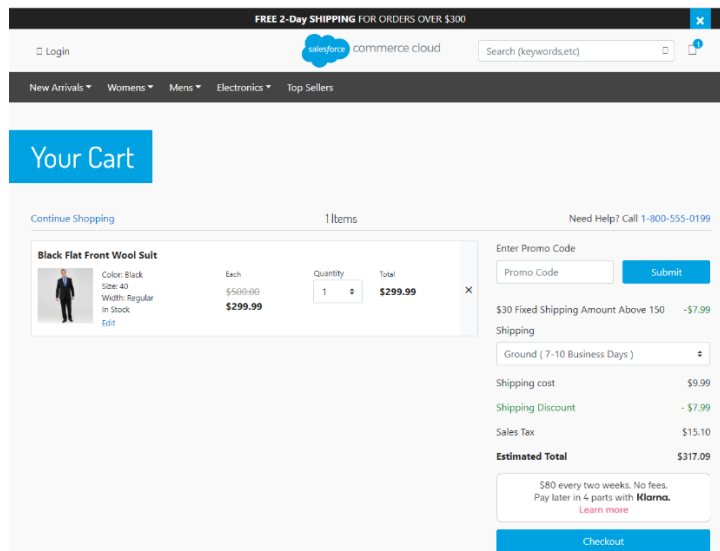 FREE 2-Day SHIPPING FOR ORDERS OVER $300
×
Login
salesforce commerce cloud
Search (keywords,etc)
1
New Arrivals Womens Mens Electronics Top Sellers
Your Cart
Continue Shopping
1 Items
Need Help? Call 1-800-555-0199
Black Flat Front Wool Suit
Color: Black
Size: 40
Width: Regular
In Stock
Edit
Each
$500.00
$299.99
Quantity
1
Total
$299.99
×
Enter Promo Code
Promo Code
Submit
$30 Fixed Shipping Amount Above 150 -$7.99
Shipping
Ground ( 7-10 Business Days )
Shipping cost $9.99
Shipping Discount - $7.99
Sales Tax $15.10
Estimated Total $317.09
$80 every two weeks. No fees.
Pay later in 4 parts with Klarna.
Learn more
Checkout